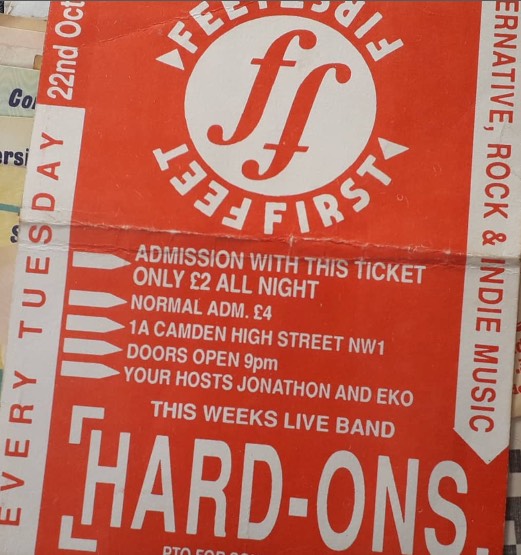 FEET FIRST
ff
FEET FIRST
22nd Oct
EVERY TUESDAY
ERNATIVE, ROCK & INDIE MUSIC
ADMISSION WITH THIS TICKET
ONLY £2 ALL NIGHT
NORMAL ADM. £4
1A CAMDEN HIGH STREET NW1
DOORS OPEN 9pm
YOUR HOSTS JONATHON AND EKO
THIS WEEKS LIVE BAND
HARD-ONS
PTO FOR